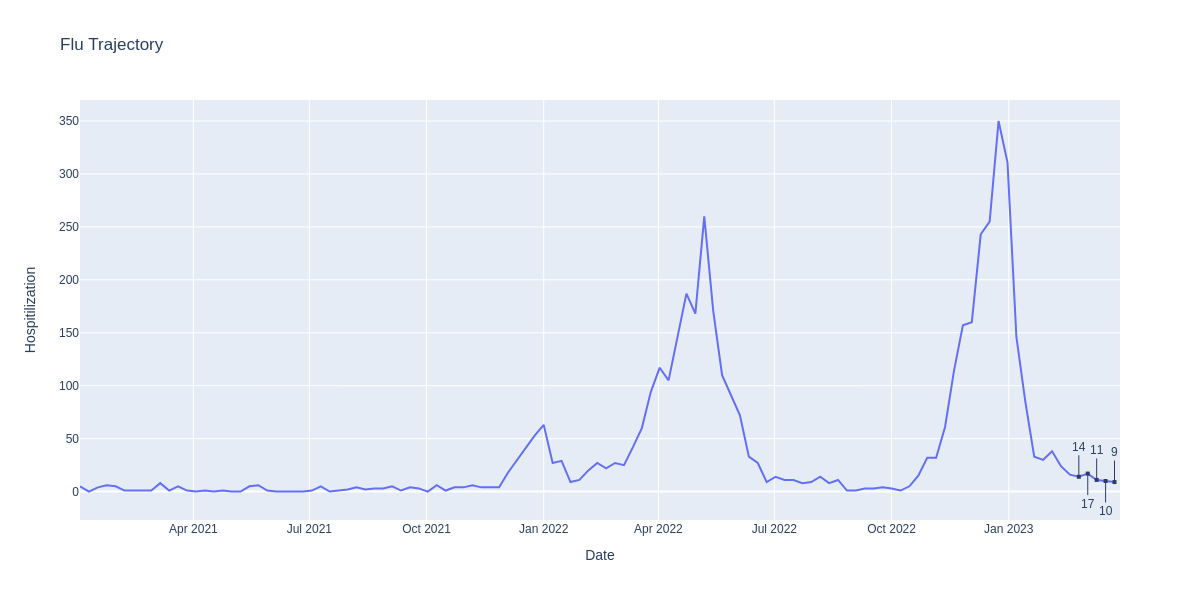 Flu Trajectory
350
300
250
200
150
100
50
0
Hospitilization
14
11
9
17
10
Apr 2021
Jul 2021
Oct 2021
Jan 2022
Apr 2022
Jul 2022
Oct 2022
Jan 2023
Date